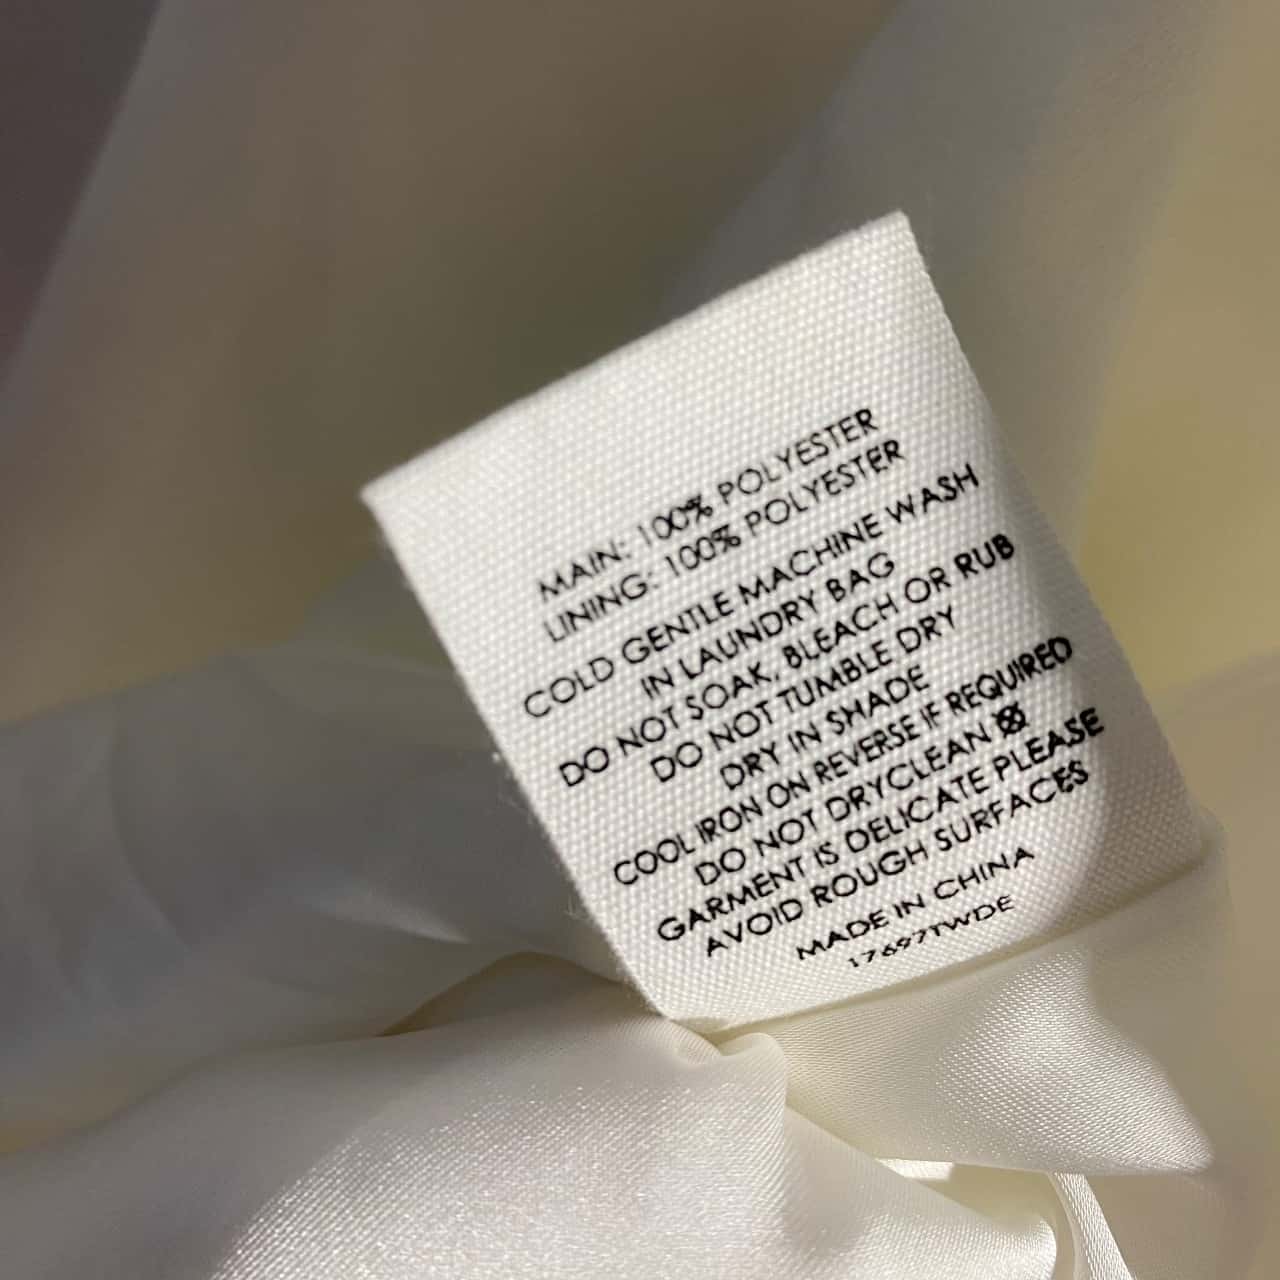 MAIN: 100% POLYESTER
LINING: 100% POLYESTER
COLD GENTLE MACHINE WASH
IN LAUNDRY BAG
DO NOT SOAK, BLEACH OR RUB
DO NOT TUMBLE DRY
DRY IN SHADE
COOL IRON ON REVERSE IF REQUIRED
DO NOT DRYCLEAN
GARMENT IS DELICATE PLEASE
AVOID ROUGH SURFACES
MADE IN CHINA
17697TWDE